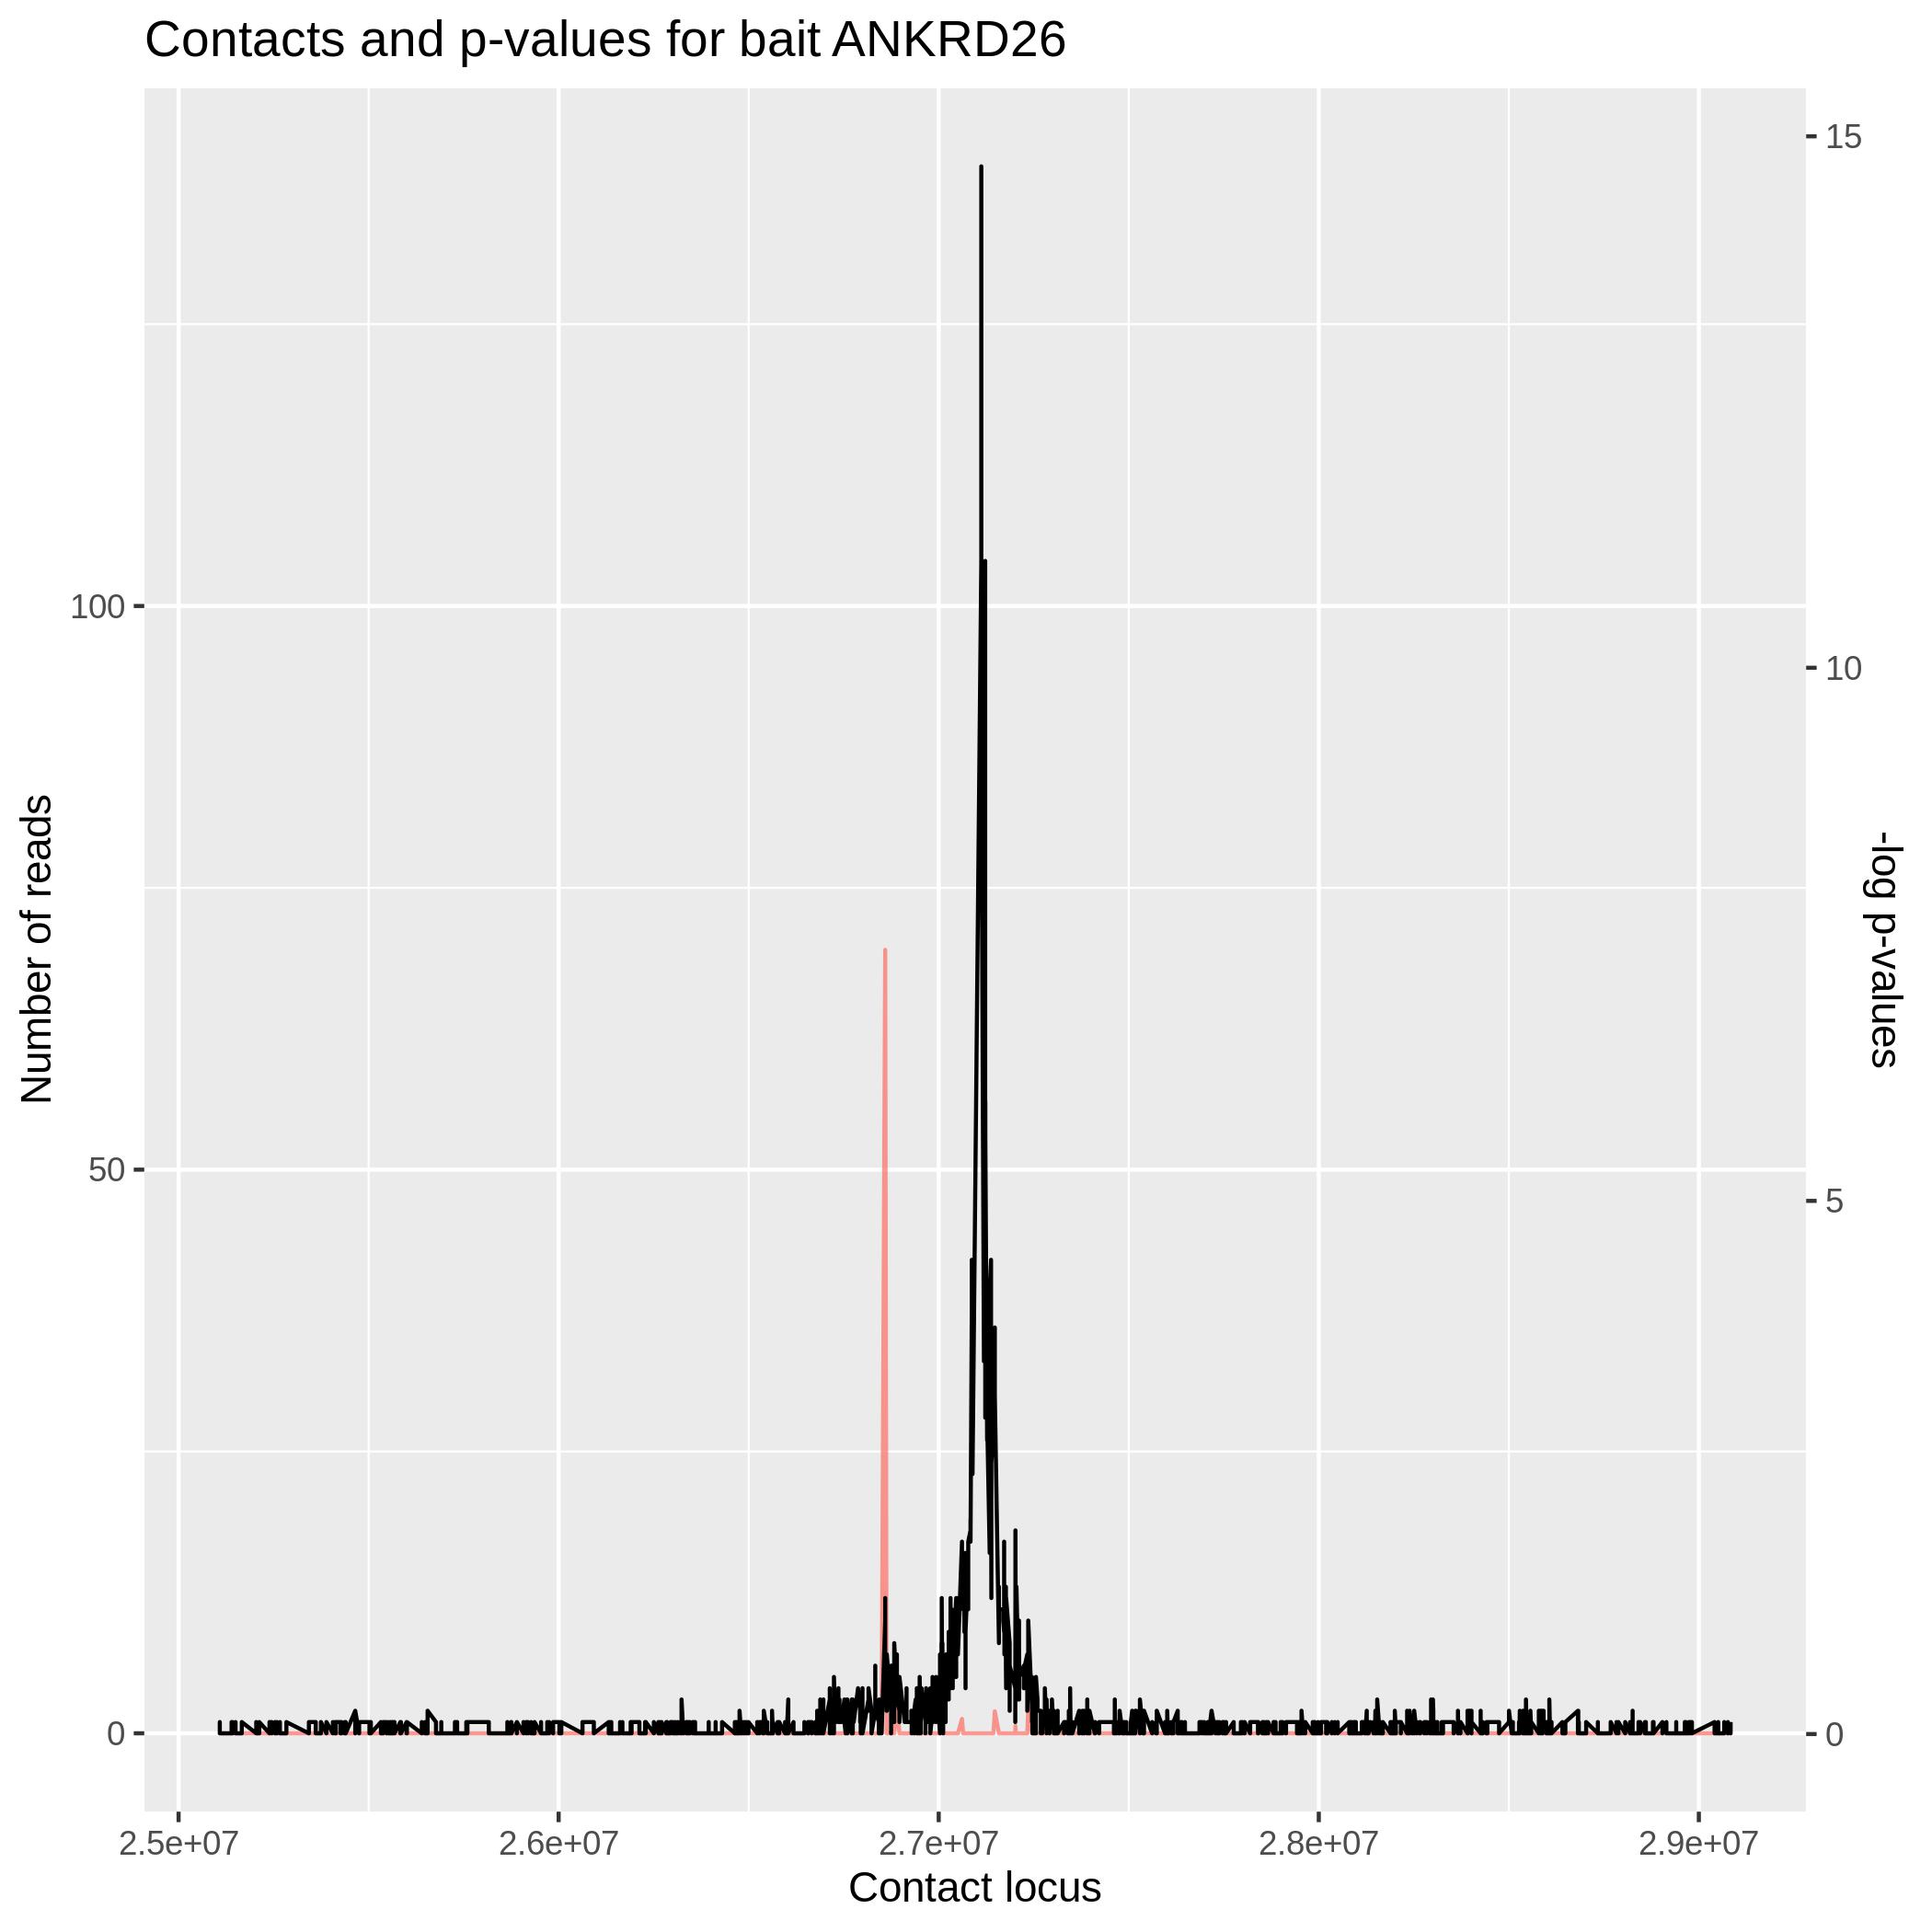 Contacts and p-values for bait ANKRD26
Number of reads
100
50
0
15
10
5
0
-log p-values
2.5e+07
2.6e+07
2.7e+07
2.8e+07
2.9e+07
Contact locus